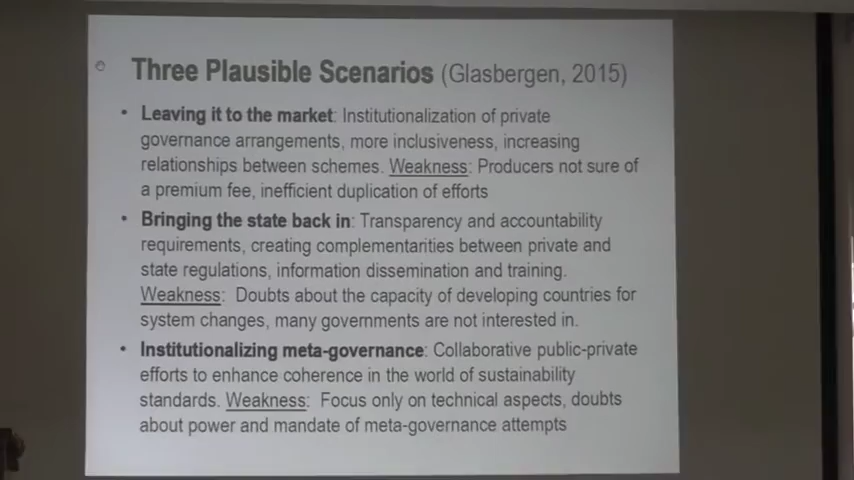 Three Plausible Scenarios (Glasbergen, 2015)
• Leaving it to the market: Institutionalization of private
governance arrangements, more inclusiveness, increasing
relationships between schemes. Weakness: Producers not sure of
a premium fee, inefficient duplication of efforts
• Bringing the state back in: Transparency and accountability
requirements, creating complementarities between private and
state regulations, information dissemination and training.
Weakness: Doubts about the capacity of developing countries for
system changes, many governments are not interested in.
• Institutionalizing meta-governance: Collaborative public-private
efforts to enhance coherence in the world of sustainability
standards. Weakness: Focus only on technical aspects, doubts
about power and mandate of meta-governance attempts